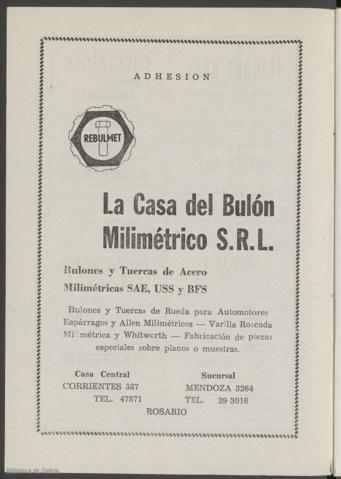 ADHESION
REBULMET
La Casa del Bulón
Milimétrico S.R.L.
Bulones y Tuercas de Acero
Milimétricas SAE, USS y BFS
Bulones y Tuercas de Rueda para Automotores
Espárragos y Allen Milimétricos — Varilla Roscada
Milimétrica y Whitworth — Fabricación de piezas
especiales sobre planos o muestras.
Casa Central
CORRIENTES 387
TEL. 47871
Sucursal
MENDOZA 3264
TEL. 39-3016
ROSARIO
Biblioteca de Galicia